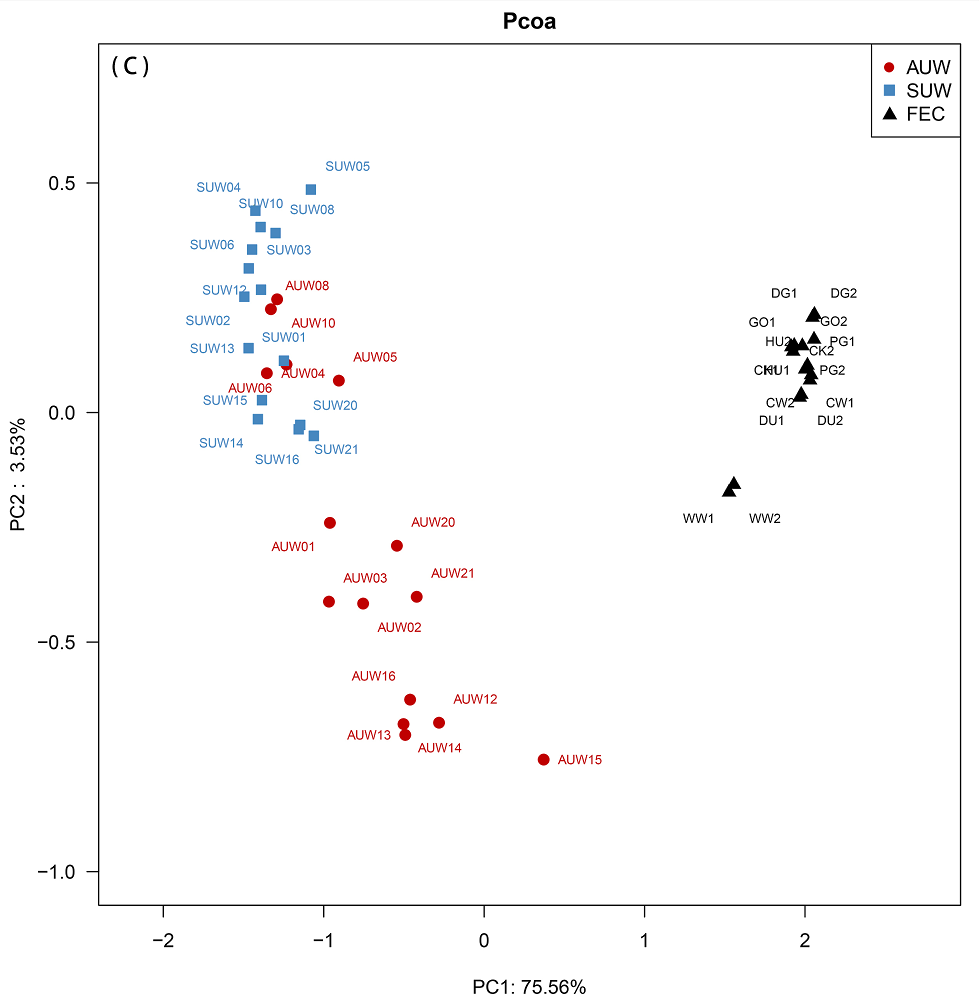 Pcoa
(C)
AUW
SUW
FEC
SUW05
0.5
SUW04
SUW10
SUW08
SUW06
SUW03
AUW08
SUW12
DG1
DG2
SUW02
AUW10
GO1
GO2
SUW01
SUW13
HU2
PG1
CK2
AUW05
AUW04
HU1
PG2
AUW06
SUW15
SUW20
CW2
CW1
0.0
DU1
DU2
SUW14
SUW21
SUW16
WW1
WW2
AUW20
AUW01
AUW03
AUW21
AUW02
−0.5
AUW16
AUW12
AUW13
AUW14
AUW15
−1.0
−2
−1
0
1
2
PC1: 75.56%
PC2 :  3.53%